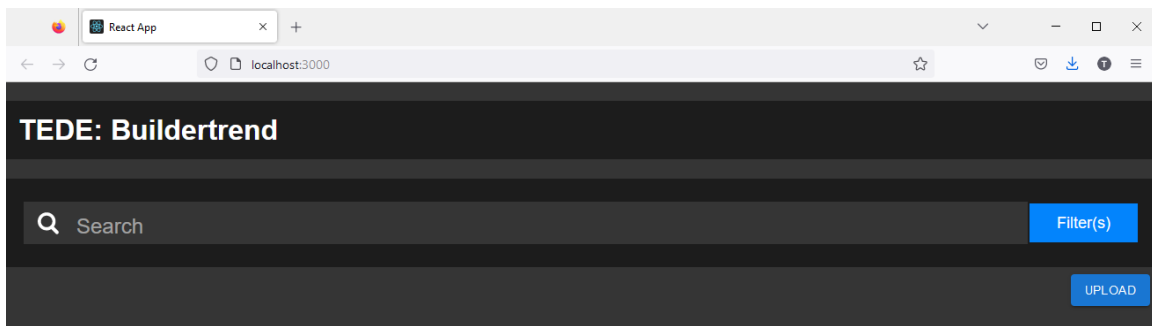 React App
localhost:3000
T
TEDE: Buildertrend
Search
Filter(s)
UPLOAD